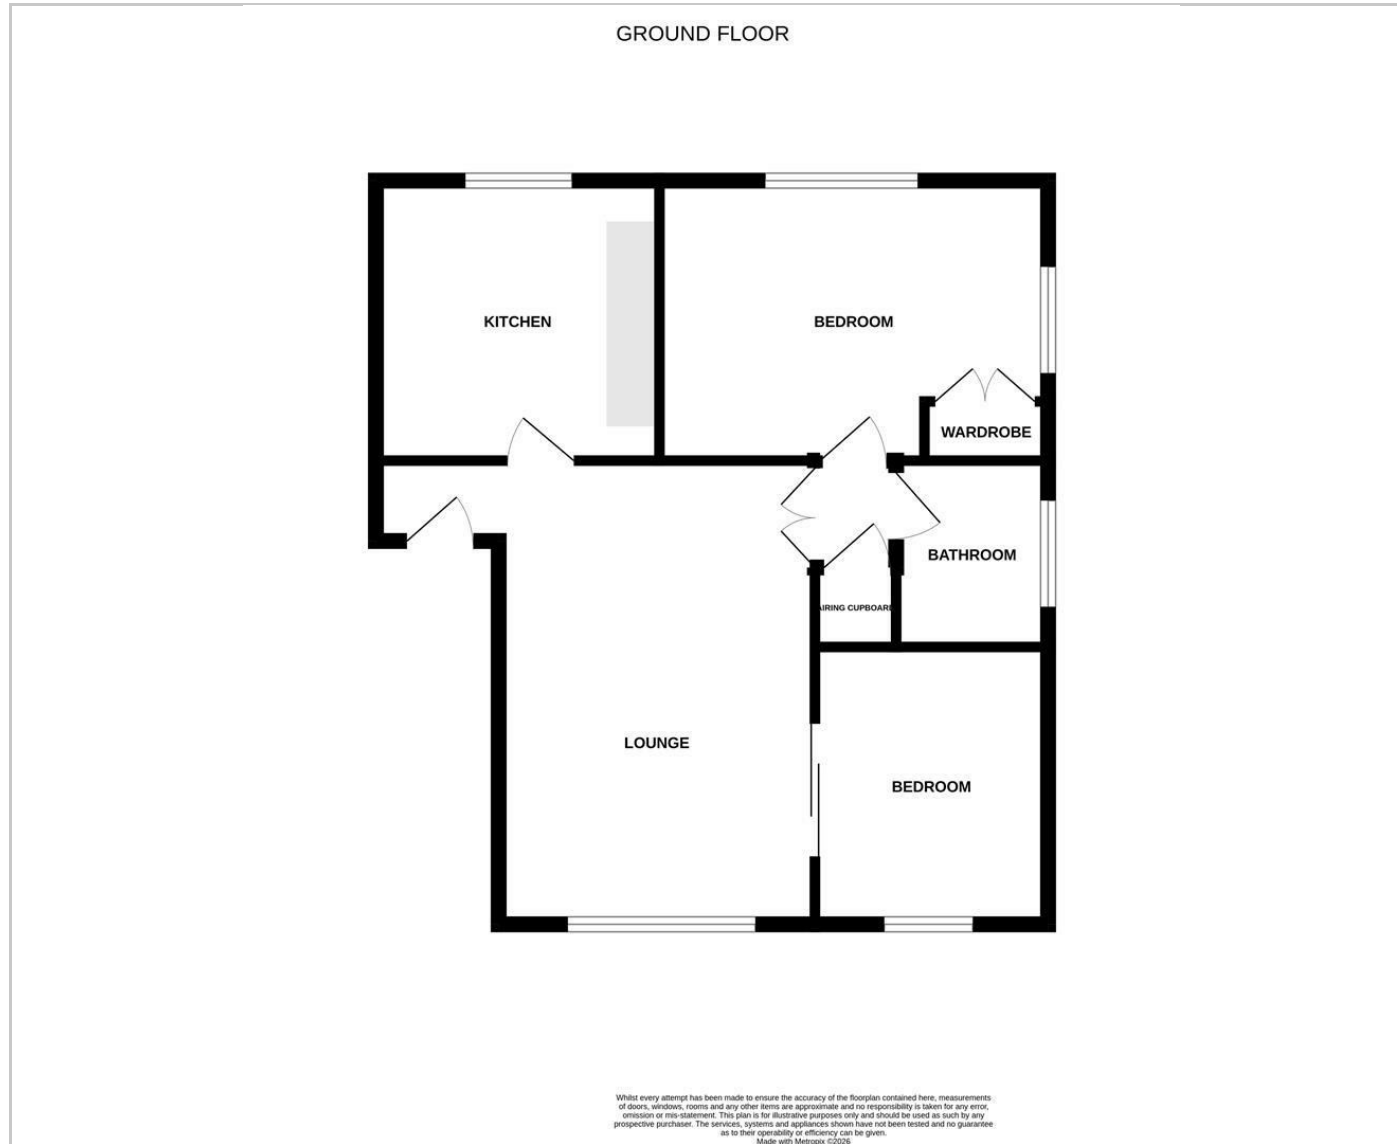 GROUND FLOOR
KITCHEN
BEDROOM
WARDROBE
BATHROOM
AIRING CUPBOARD
LOUNGE
BEDROOM
Whilst every attempt has been made to ensure the accuracy of the floorplan contained here, measurements
of doors, windows, rooms and any other items are approximate and no responsibility is taken for any error,
omission or mis-statement. This plan is for illustrative purposes only and should be used as such by any
prospective purchaser. The services, systems and appliances shown have not been tested and no guarantee
as to their operability or efficiency can be given.
Made with Metropix ©2026